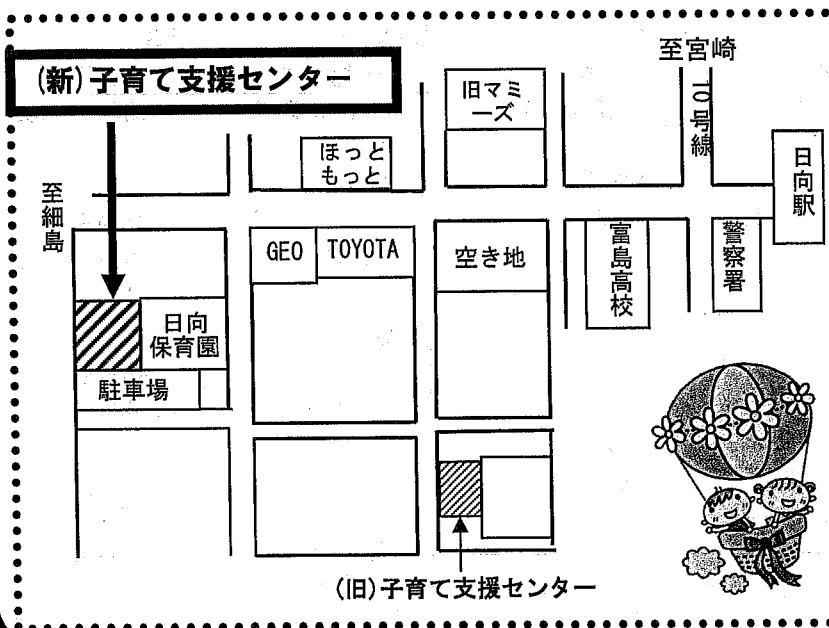 至宮崎
(新)子育て支援センター
旧マミ
ーズ
10号線
ほっと
もっと
日向駅
至細島
GEO
TOYOTA
空き地
富島高校
警察署
日向
保育園
駐車場
(旧)子育て支援センター